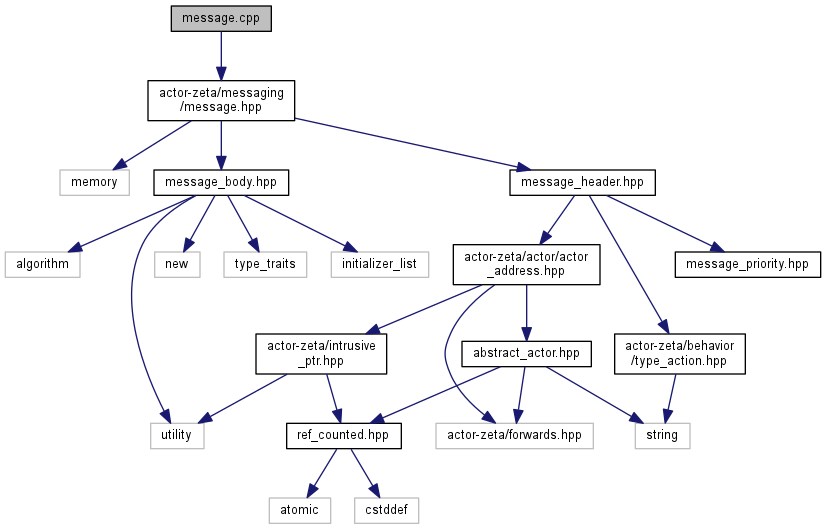 message.cpp
actor-zeta/messaging
/message.hpp
memory
message_body.hpp
message_header.hpp
algorithm
new
type_traits
initializer_list
actor-zeta/actor/actor
_address.hpp
message_priority.hpp
actor-zeta/intrusive
_ptr.hpp
abstract_actor.hpp
actor-zeta/behavior
/type_action.hpp
utility
ref_counted.hpp
actor-zeta/forwards.hpp
string
atomic
cstddef